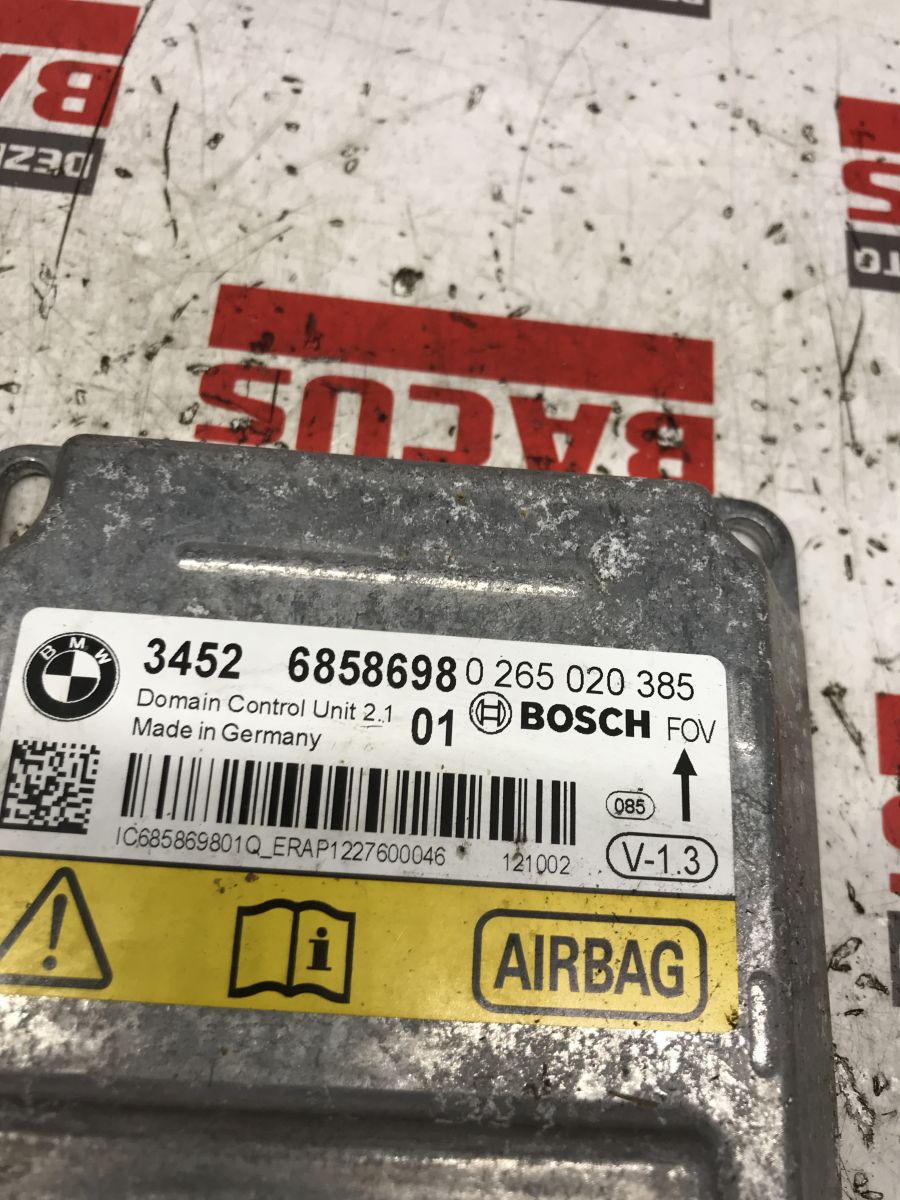 BACUS
BMW
3452 6858698 0 265 020 385
Domain Control Unit 2.1 01 BOSCH FOV
Made in Germany
085
IC685869801Q_ERAP1227600046 121002 V-1.3
i AIRBAG